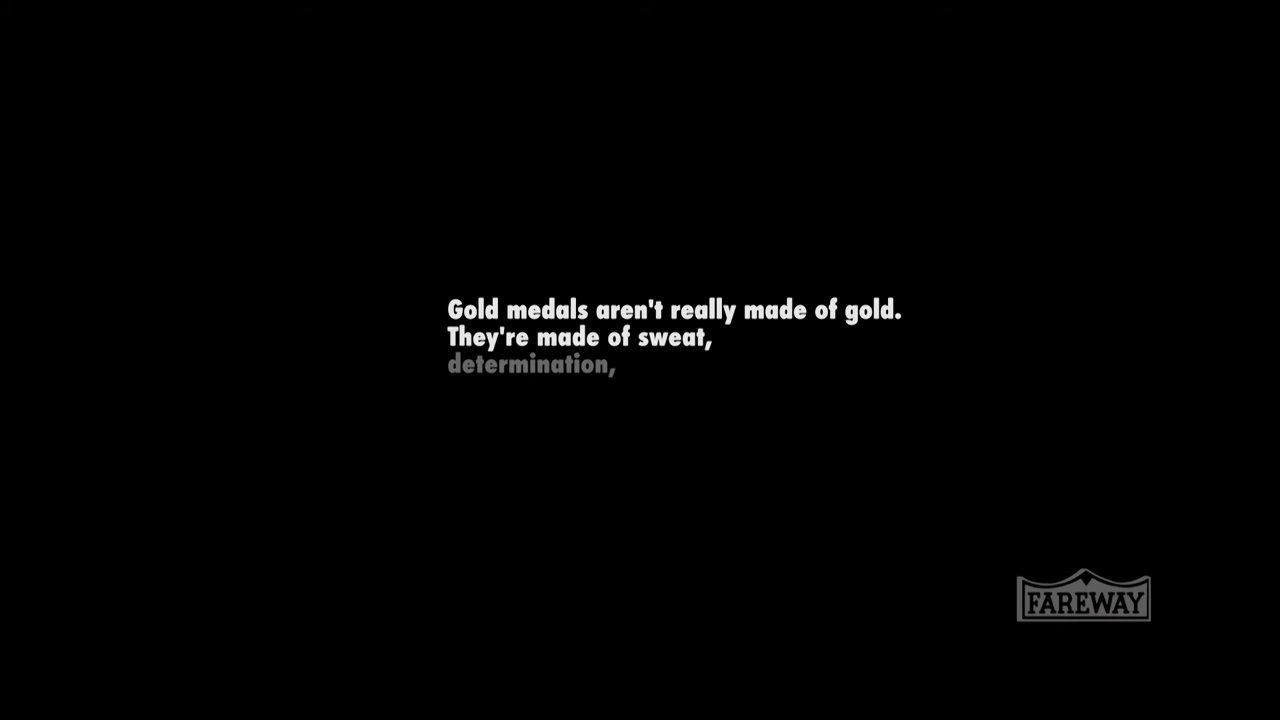 Gold medals aren't really made of gold.
They're made of sweat,
determination,
FAREWAY